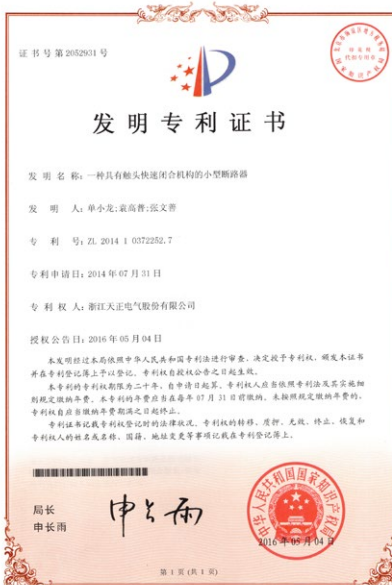 证书号第2052931号
发明专利证书
发 明 名 称：一种具有触头快速闭合机构的小型断路器
发 明 人：单小龙;袁高普;张文普
专 利 号：ZL 2014 1 0372252.7
专利申请日：2014年07月31日
专 利 权 人：浙江天正电气股份有限公司
授权公告日：2016年05月04日
本发明经过本局依照中华人民共和国专利法进行审查，决定授予专利权，颁发本证书
并在专利登记簿上予以登记。专利权自授权公告之日起生效。
本专利的专利权期限为二十年，自申请日起算。专利权人应当依照专利法及其实施细
则规定缴纳年费。本专利的年费应当在每年07月31日前缴纳。未按照规定缴纳年费的，
专利权自应当缴纳年费期满之日起终止。
专利证书记载专利权登记时的法律状况。专利权的转移、质押、无效、终止、恢复和
专利权人的姓名或名称、国籍、地址变更等事项记载在专利登记簿上。
局长
申长雨
申长雨
中华人民共和国国家知识产权局
2016年05月04日
第 1 页（共 1 页）